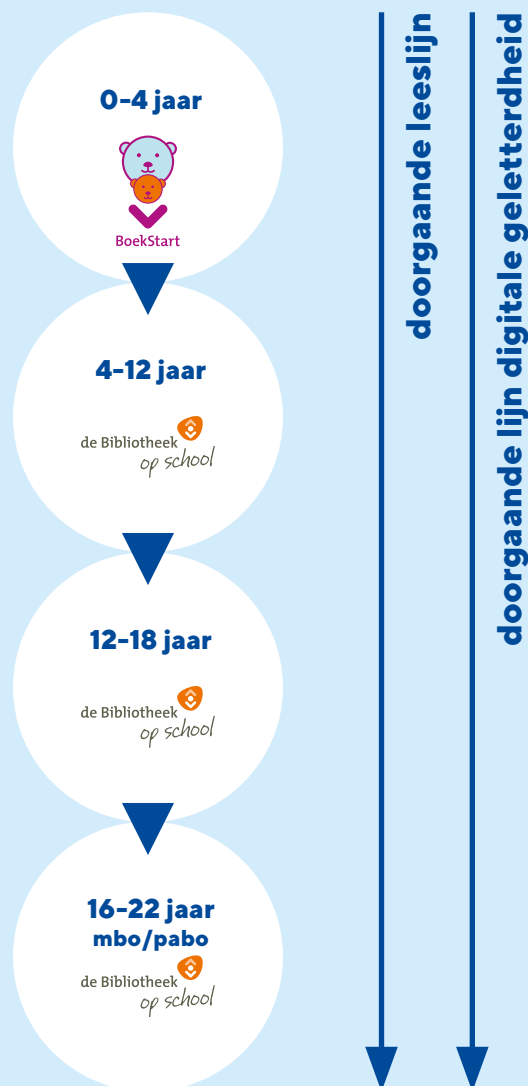 0-4 jaar
BoekStart
4-12 jaar
de Bibliotheek
op school
12-18 jaar
de Bibliotheek
op school
16-22 jaar
mbo/pabo
de Bibliotheek
op school
doorgaande leeslijn
doorgaande lijn digitale geletterdheid